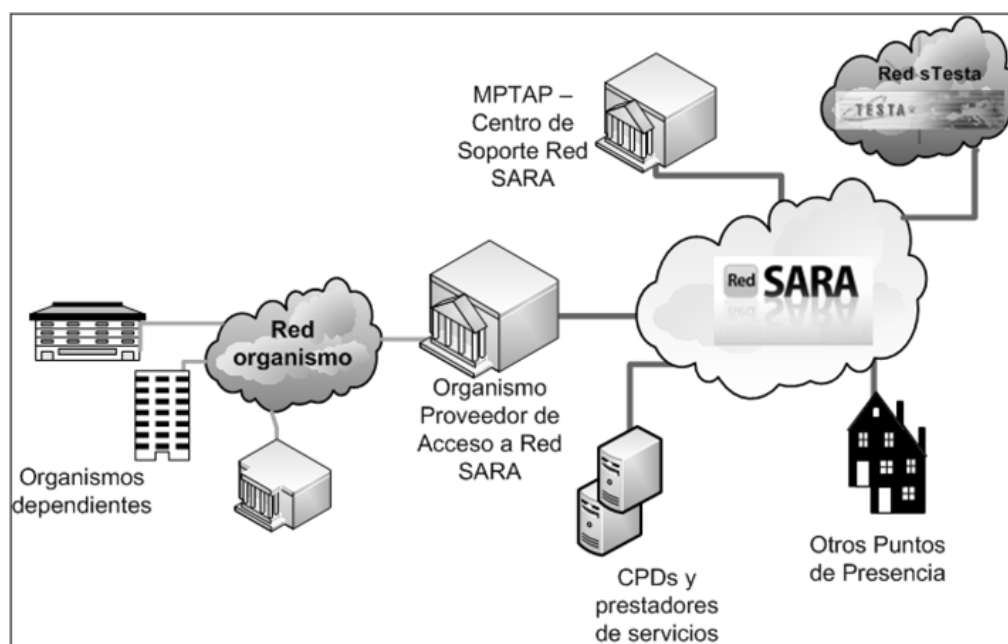 MPTAP –
Centro de
Soporte Red
SARA
Red sTesta
TESTA
Red SARA
Red
organismo
Organismo
Proveedor de
Acceso a Red
SARA
Organismos
dependientes
CPDs y
prestadores
de servicios
Otros Puntos
de Presencia